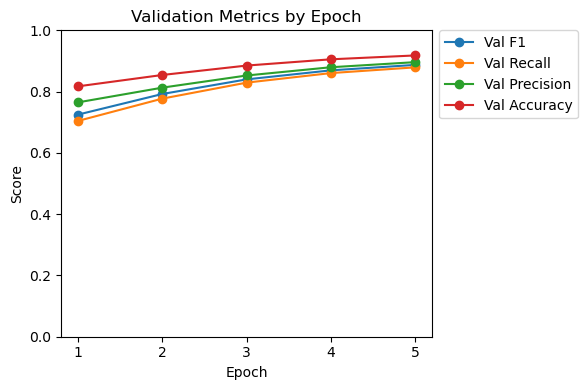 Validation Metrics by Epoch
1.0
0.8
0.6
0.4
0.2
0.0
Score
1 2 3 4 5
Epoch
Val F1
Val Recall
Val Precision
Val Accuracy